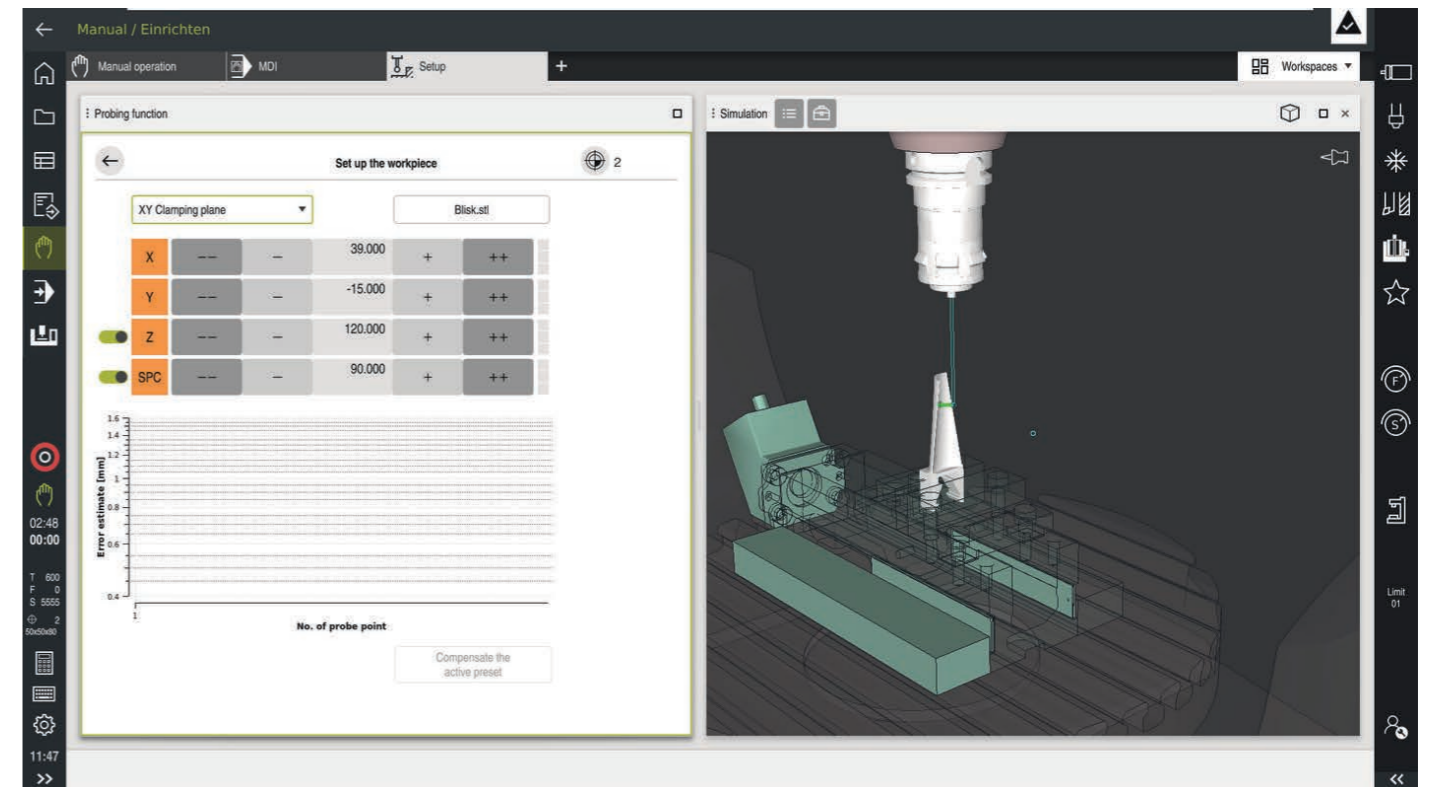 Manual / Einrichten
Manual operation
MDI
Setup
+
Workspaces
Probing function
Simulation
Set up the workpiece
2
XY Clamping plane
Blisk.stl
X -- - 39.000 + ++
Y -- - -15.000 + ++
Z -- - 120.000 + ++
SPC -- - 90.000 + ++
Error estimate [mm]
1.6
1.4
1.2
1
0.8
0.6
0.4
1
No. of probe point
Compensate the
active preset
02:48
00:00
T 600
F 0
S 5555
2
50x50x80
11:47
F
S
Limit
01